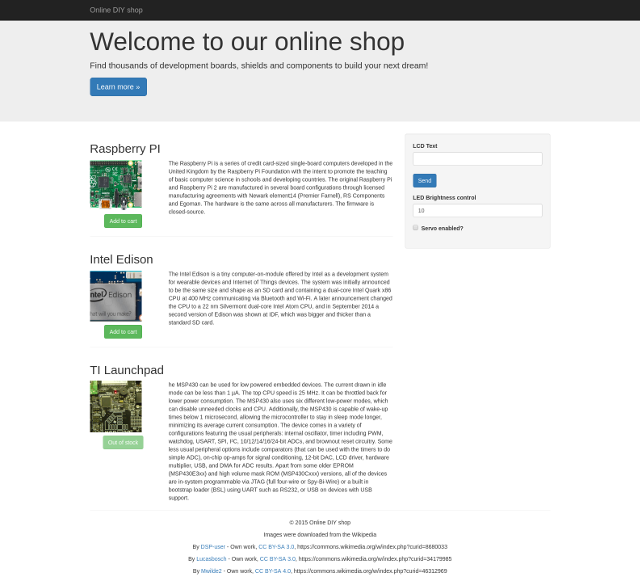 Online DIY shop
Welcome to our online shop
Find thousands of development boards, shields and components to build your next dream!
Learn more »
Raspberry PI
The Raspberry Pi is a series of credit card-sized single-board computers developed in the
United Kingdom by the Raspberry Pi Foundation with the intent to promote the teaching
of basic computer science in schools and developing countries. The original Raspberry Pi
and Raspberry Pi 2 are manufactured in several board configurations through licensed
manufacturing agreements with Newark element14 (Premier Farnell), RS Components
and Egoman. The hardware is the same across all manufacturers. The firmware is
closed-source.
Add to cart
LCD Text
Send
LED Brightness control
10
Servo enabled?
Intel Edison
The Intel Edison is a tiny computer-on-module offered by Intel as a development system
for wearable devices and Internet of Things devices. The system was initially announced
to be the same size and shape as an SD card and containing a dual-core Intel Quark x86
CPU at 400 MHz communicating via Bluetooth and Wi-Fi. A later announcement changed
the CPU to a 22 nm Silvermont dual-core Intel Atom CPU, and in September 2014 a
second version of Edison was shown at IDF, which was bigger and thicker than a
standard SD card.
intel Edison
what will you make?
Add to cart
TI Launchpad
he MSP430 can be used for low powered embedded devices. The current drawn in idle
mode can be less than 1 µA. The top CPU speed is 25 MHz. It can be throttled back for
lower power consumption. The MSP430 also uses six different low-power modes, which
can disable unneeded clocks and CPU. Additionally, the MSP430 is capable of wake-up
times below 1 microsecond, allowing the microcontroller to stay in sleep mode longer,
minimizing its average current consumption. The device comes in a variety of
configurations featuring the usual peripherals: internal oscillator, timer including PWM,
watchdog, USART, SPI, I²C, 10/12/14/16/24-bit ADCs, and brownout reset circuitry. Some
less usual peripheral options include comparators (that can be used with the timers to do
simple ADC), on-chip op-amps for signal conditioning, 12-bit DAC, LCD driver, hardware
multiplier, USB, and DMA for ADC results. Apart from some older EPROM
(MSP430E3xx) and high volume mask ROM (MSP430Cxxx) versions, all of the devices
are in-system programmable via JTAG (full four-wire or Spy-Bi-Wire) or a built in
bootstrap loader (BSL) using UART such as RS232, or USB on devices with USB
support.
Out of stock
© 2015 Online DIY shop
Images were downloaded from the Wikipedia
By DSP-user - Own work, CC BY-SA 3.0, https://commons.wikimedia.org/w/index.php?curid=8680033
By Lucasbosch - Own work, CC BY-SA 3.0, https://commons.wikimedia.org/w/index.php?curid=34179985
By Mwilde2 - Own work, CC BY-SA 4.0, https://commons.wikimedia.org/w/index.php?curid=46312969